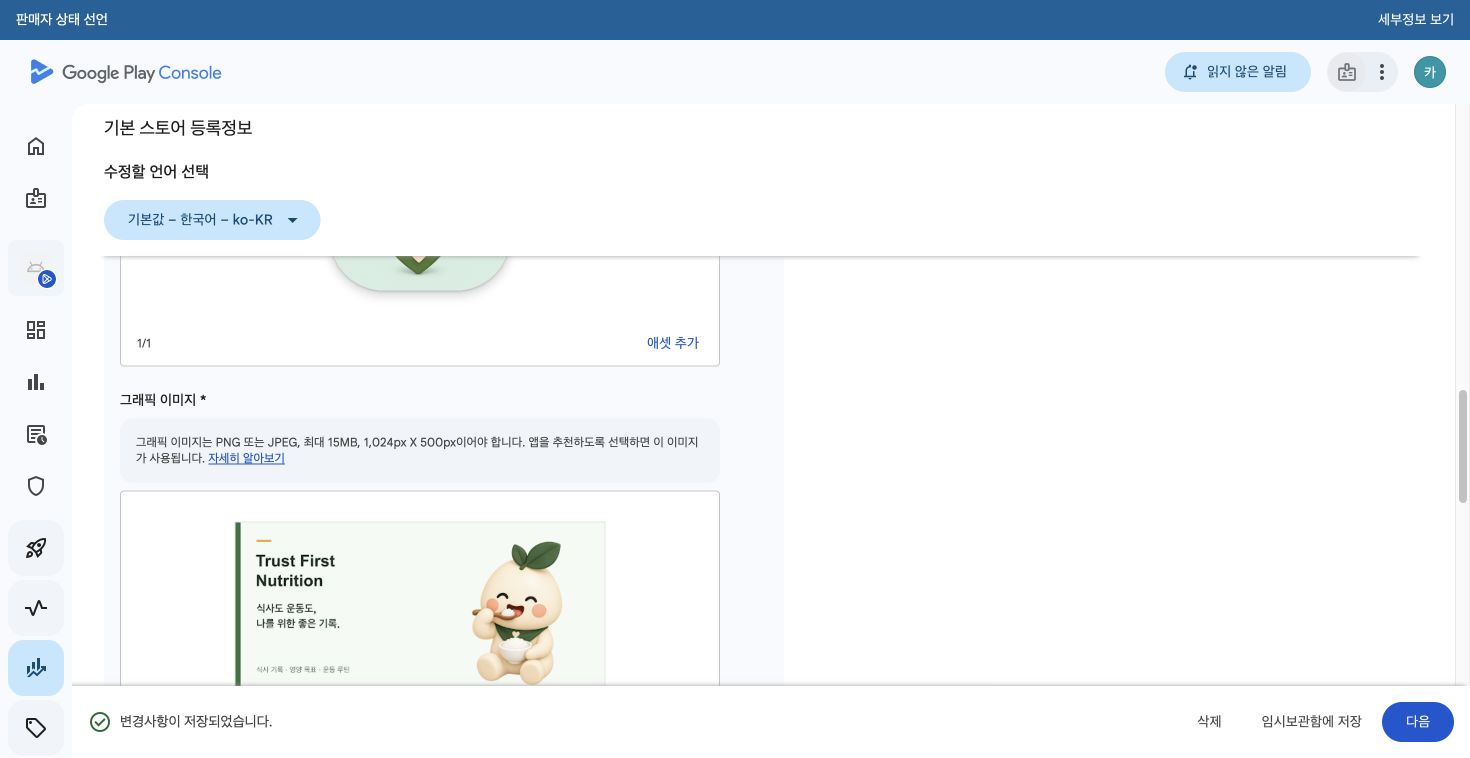 판매자 상태 선언
세부정보 보기
Google Play Console
읽지 않은 알림
카
기본 스토어 등록정보
수정할 언어 선택
기본값 – 한국어 – ko-KR
1/1
애셋 추가
그래픽 이미지 *
그래픽 이미지는 PNG 또는 JPEG, 최대 15MB, 1,024px X 500px이어야 합니다. 앱을 추천하도록 선택하면 이 이미지
가 사용됩니다. 자세히 알아보기
Trust First
Nutrition
식사도 운동도,
나를 위한 좋은 기록.
식사 기록 · 영양 목표 · 운동 루틴
변경사항이 저장되었습니다.
삭제
임시보관함에 저장
다음